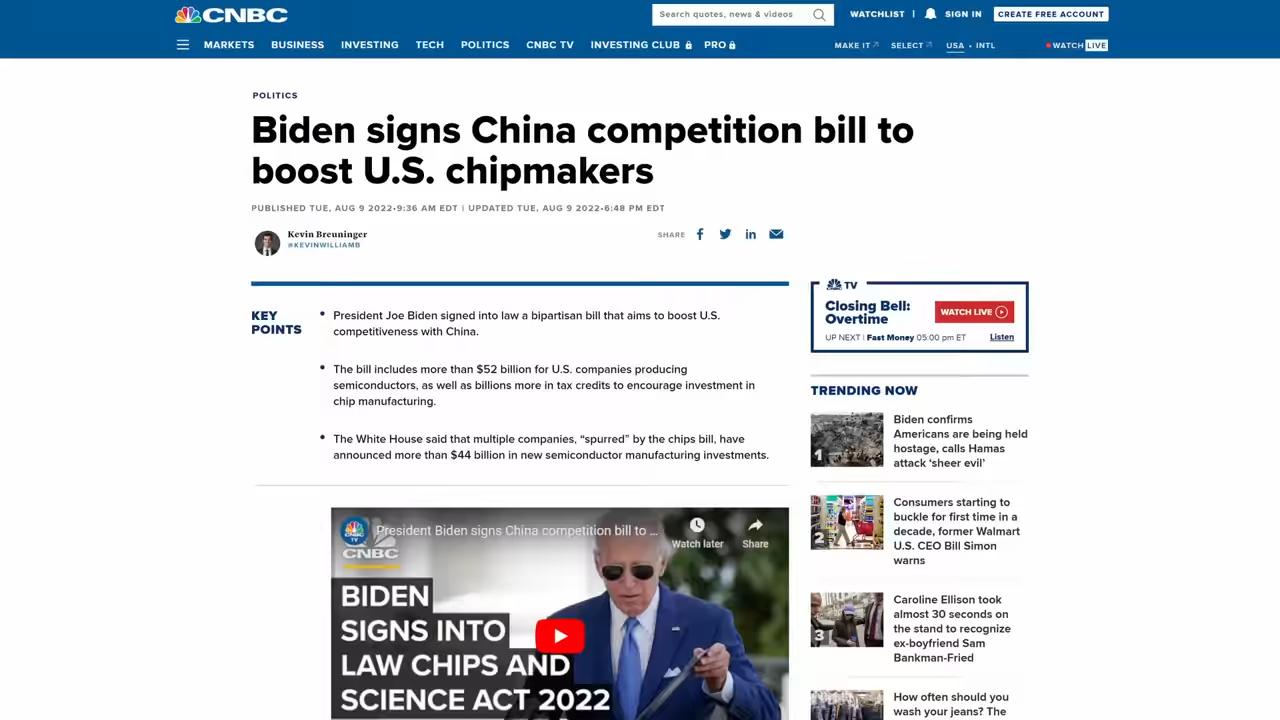 CNBC
Search quotes, news & videos
WATCHLIST
SIGN IN
CREATE FREE ACCOUNT
MARKETS BUSINESS INVESTING TECH POLITICS CNBC TV INVESTING CLUB PRO
MAKE IT SELECT USA • INTL
WATCH LIVE
POLITICS
Biden signs China competition bill to
boost U.S. chipmakers
PUBLISHED TUE, AUG 9 2022•9:36 AM EDT | UPDATED TUE, AUG 9 2022•6:48 PM EDT
Kevin Breuninger
@KEVINWILLIAMB
SHARE
KEY
POINTS
• President Joe Biden signed into law a bipartisan bill that aims to boost U.S.
competitiveness with China.
• The bill includes more than $52 billion for U.S. companies producing
semiconductors, as well as billions more in tax credits to encourage investment in
chip manufacturing.
• The White House said that multiple companies, “spurred” by the chips bill, have
announced more than $44 billion in new semiconductor manufacturing investments.
CNBC TV
President Biden signs China competition bill to ...
Watch later
Share
CNBC
BIDEN
SIGNS INTO
LAW CHIPS AND
SCIENCE ACT 2022
CNBC TV
Closing Bell:
Overtime
WATCH LIVE
UP NEXT | Fast Money 05:00 pm ET
Listen
TRENDING NOW
1
Biden confirms
Americans are being held
hostage, calls Hamas
attack ‘sheer evil’
2
Consumers starting to
buckle for first time in a
decade, former Walmart
U.S. CEO Bill Simon
warns
3
Caroline Ellison took
almost 30 seconds on
the stand to recognize
ex-boyfriend Sam
Bankman-Fried
How often should you
wash your jeans? The